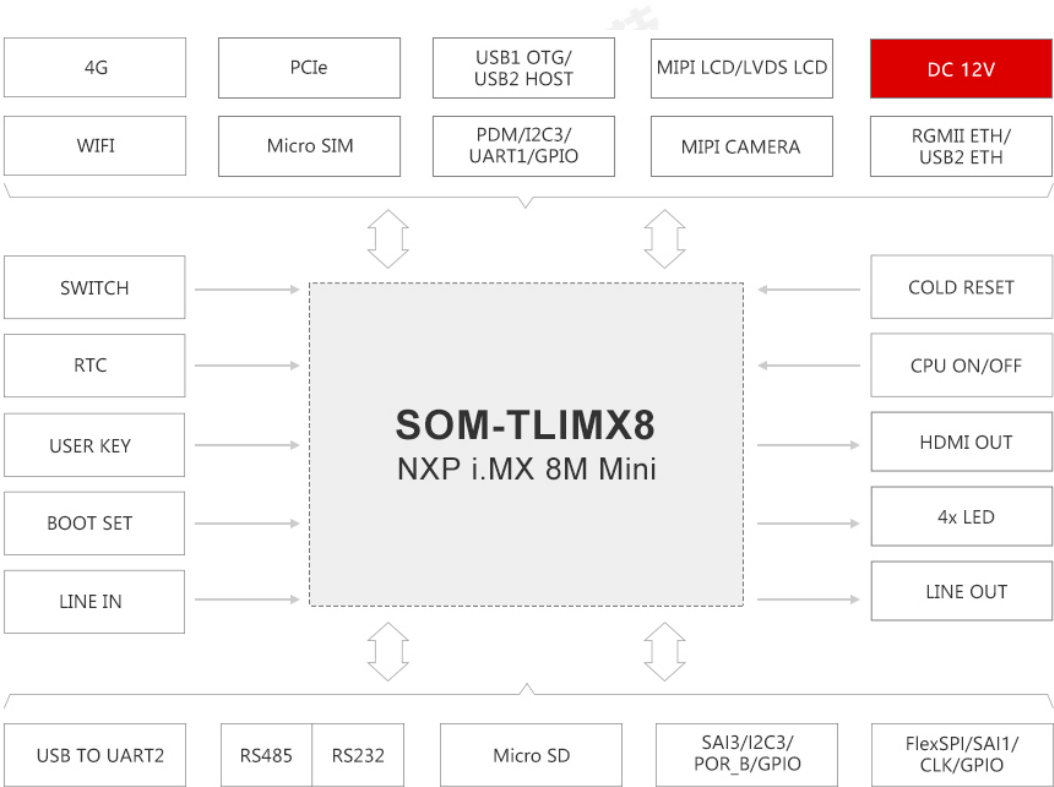 4G
PCIe
USB1 OTG/
USB2 HOST
MIPI LCD/LVDS LCD
DC 12V
WIFI
Micro SIM
PDM/I2C3/
UART1/GPIO
MIPI CAMERA
RGMII ETH/
USB2 ETH
SWITCH
RTC
USER KEY
BOOT SET
LINE IN
SOM-TLIMX8
NXP i.MX 8M Mini
COLD RESET
CPU ON/OFF
HDMI OUT
4x LED
LINE OUT
USB TO UART2
RS485
RS232
Micro SD
SAI3/I2C3/
POR_B/GPIO
FlexSPI/SAI1/
CLK/GPIO